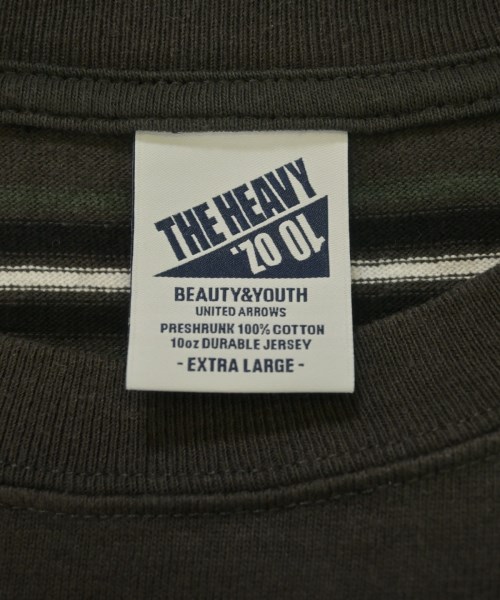 THE HEAVY
10 OZ.
BEAUTY&YOUTH
UNITED ARROWS
PRESHRUNK 100% COTTON
10oz DURABLE JERSEY
- EXTRA LARGE -